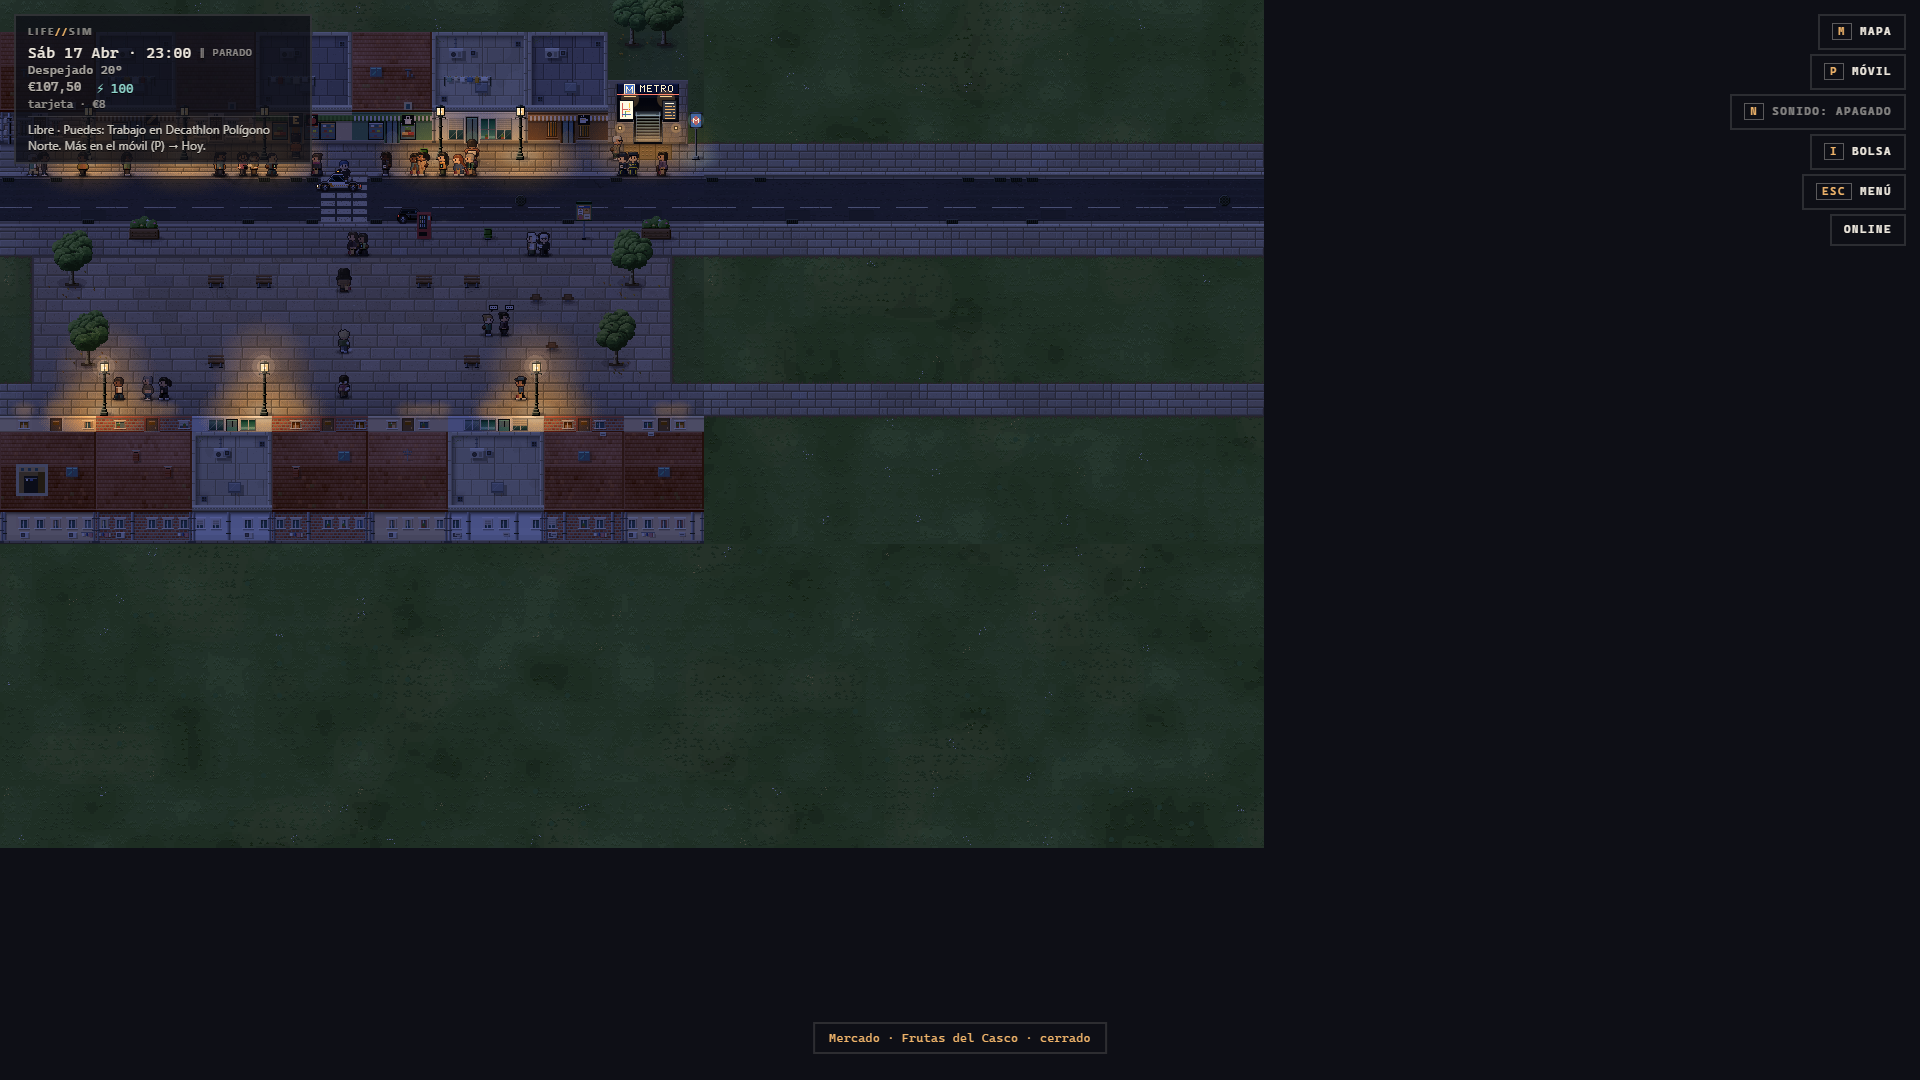 LIFE//SIM
Sáb 17 Abr · 23:00 ‖ PARADO
Despejado 20°
€107,50 ⚡ 100
tarjeta · €8
Libre · Puedes: Trabajo en Decathlon Polígono
Norte. Más en el móvil (P) → Hoy.
M METRO
M
M MAPA
P MÓVIL
N SONIDO: APAGADO
I BOLSA
ESC MENÚ
ONLINE
Mercado · Frutas del Casco · cerrado